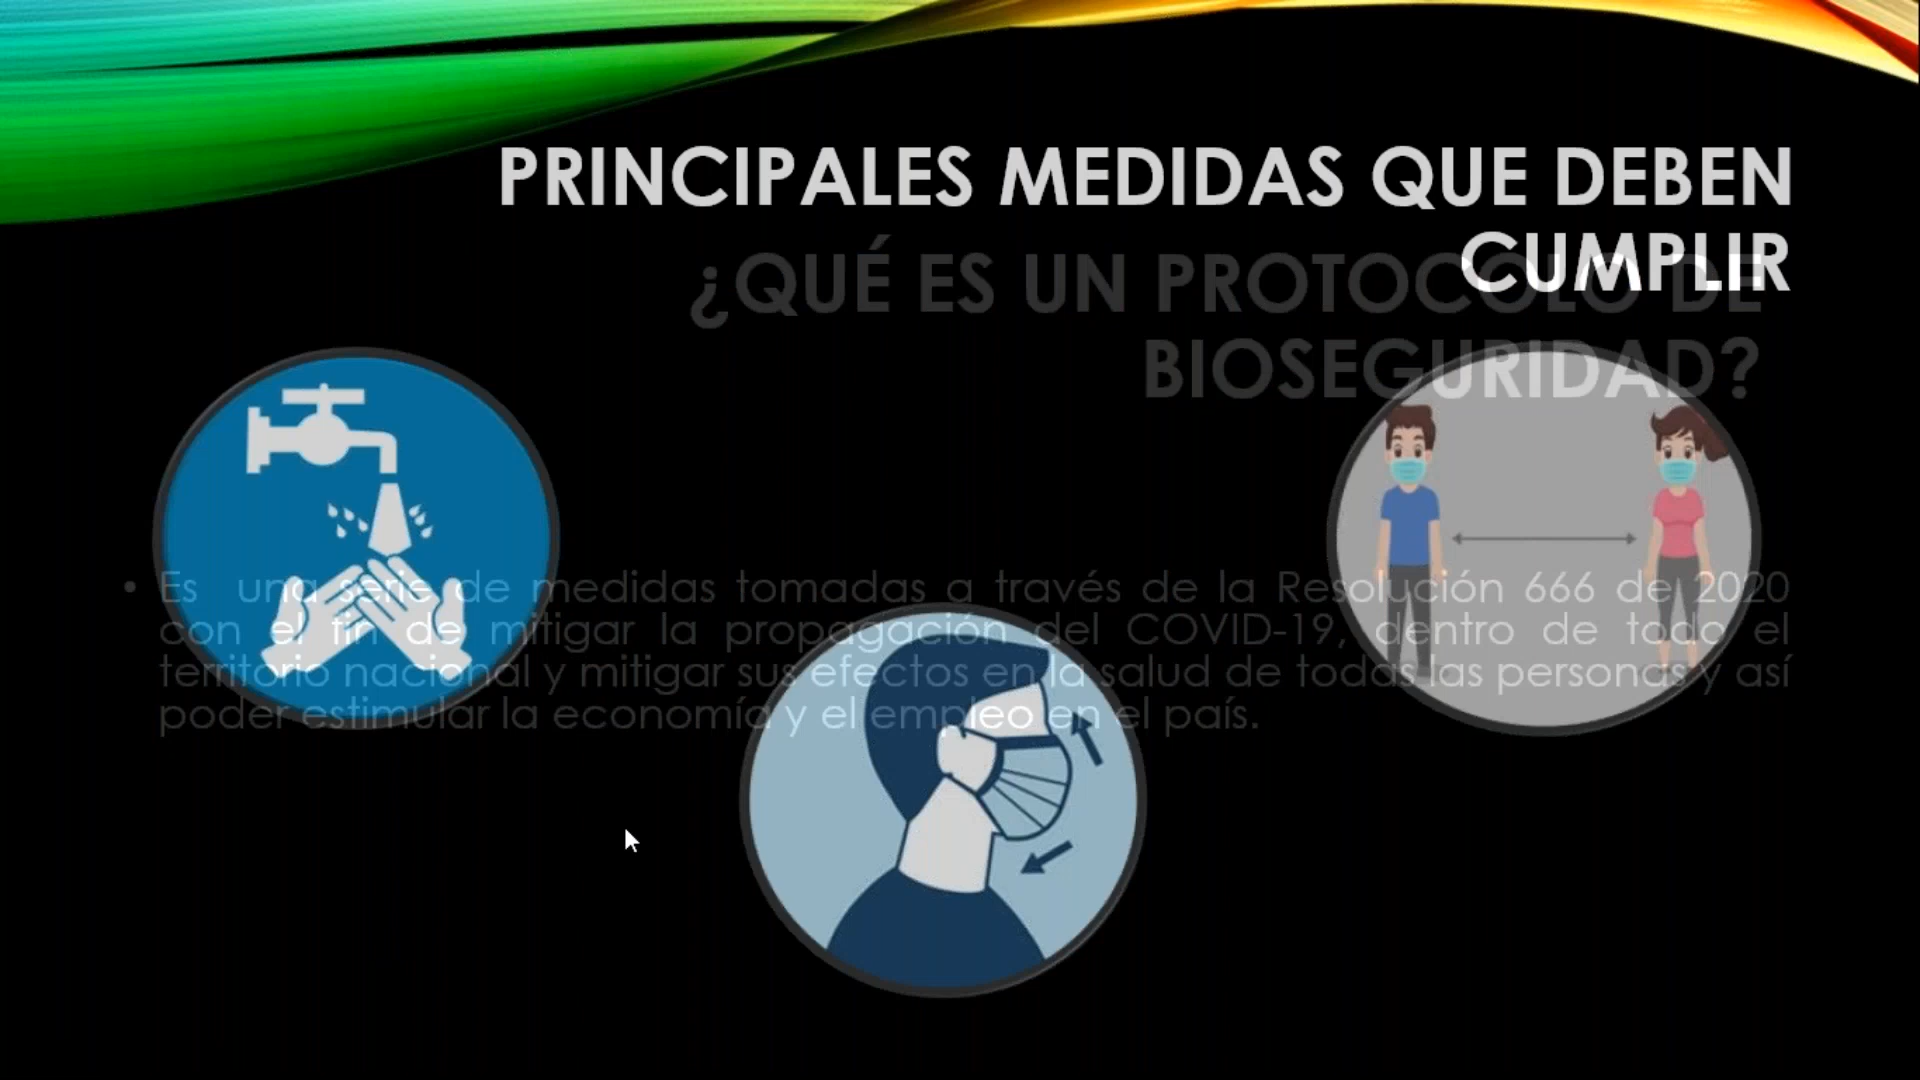 PRINCIPALES MEDIDAS QUE DEBEN
CUMPLIR
¿QUÉ ES UN PROTOCOLO DE
BIOSEGURIDAD?
• Es una serie de medidas tomadas a través de la Resolución 666 de 2020
con el fin de mitigar la propagación del COVID-19, dentro de todo el
territorio nacional y mitigar sus efectos en la salud de todas las personas y así
poder estimular la economía y el empleo en el país.